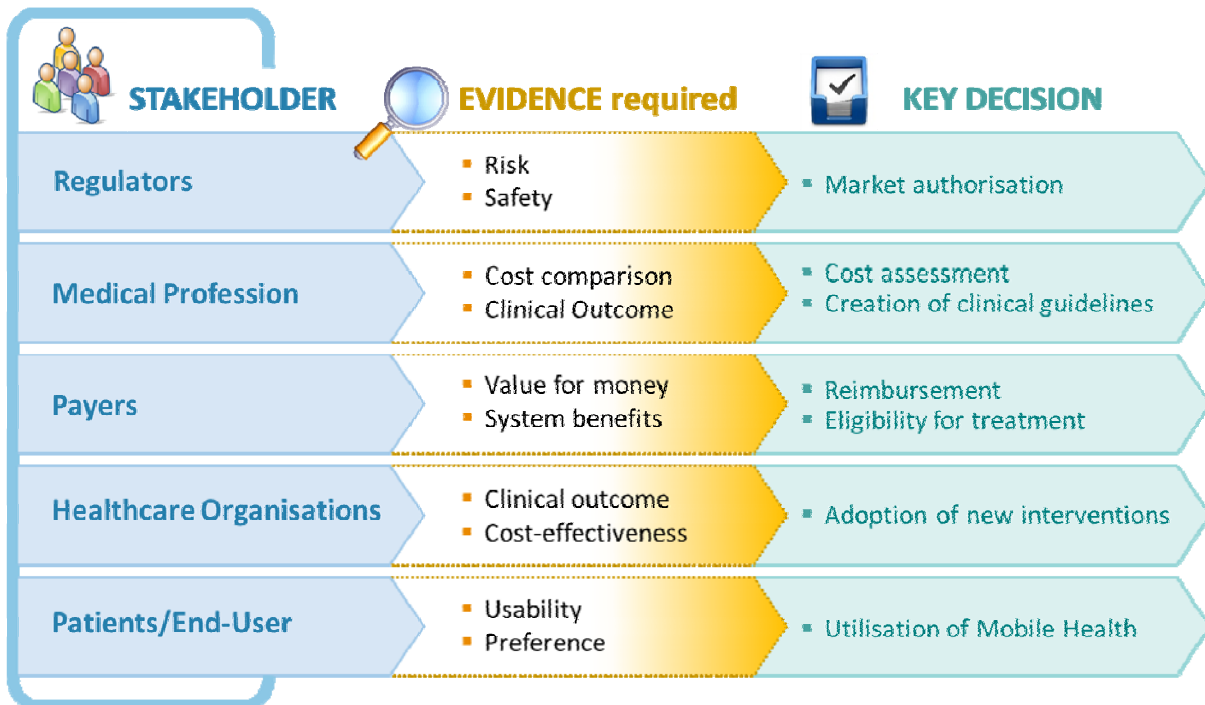 STAKEHOLDER
EVIDENCE required
KEY DECISION
Regulators
Risk
Safety
Market authorisation
Medical Profession
Cost comparison
Clinical Outcome
Cost assessment
Creation of clinical guidelines
Payers
Value for money
System benefits
Reimbursement
Eligibility for treatment
Healthcare Organisations
Clinical outcome
Cost-effectiveness
Adoption of new interventions
Patients/End-User
Usability
Preference
Utilisation of Mobile Health